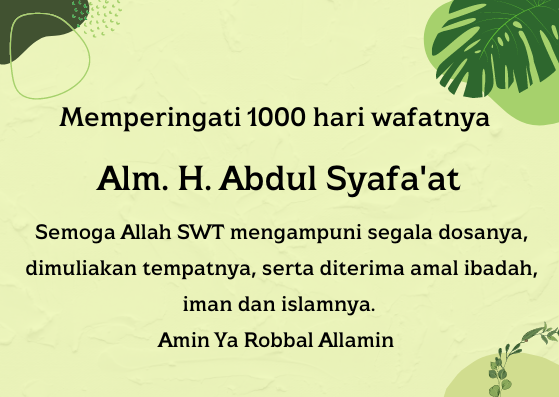 Memperingati 1000 hari wafatnya
Alm. H. Abdul Syafa'at
Semoga Allah SWT mengampuni segala dosanya,
dimuliakan tempatnya, serta diterima amal ibadah,
iman dan islamnya.
Amin Ya Robbal Allamin